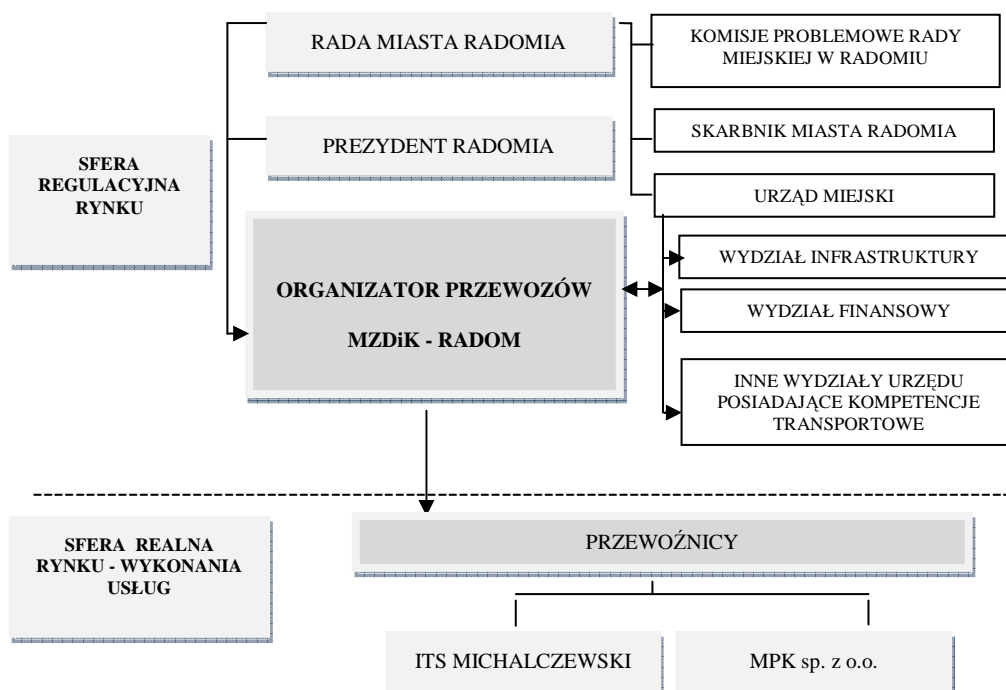 RADA MIASTA RADOMIA
KOMISJE PROBLEMOWE RADY
MIEJSKIEJ W RADOMIU
PREZYDENT RADOMIA
SKARBNIK MIASTA RADOMIA
SFERA
REGULACYJNA
RYNKU
URZĄD MIEJSKI
ORGANIZATOR PRZEWOZÓW
MZDiK - RADOM
WYDZIAŁ INFRASTRUKTURY
WYDZIAŁ FINANSOWY
INNE WYDZIAŁY URZĘDU
POSIADAJĄCE KOMPETENCJE
TRANSPORTOWE
SFERA REALNA
RYNKU - WYKONANIA
USŁUG
PRZEWOŹNICY
ITS MICHALCZEWSKI
MPK sp. z o.o.